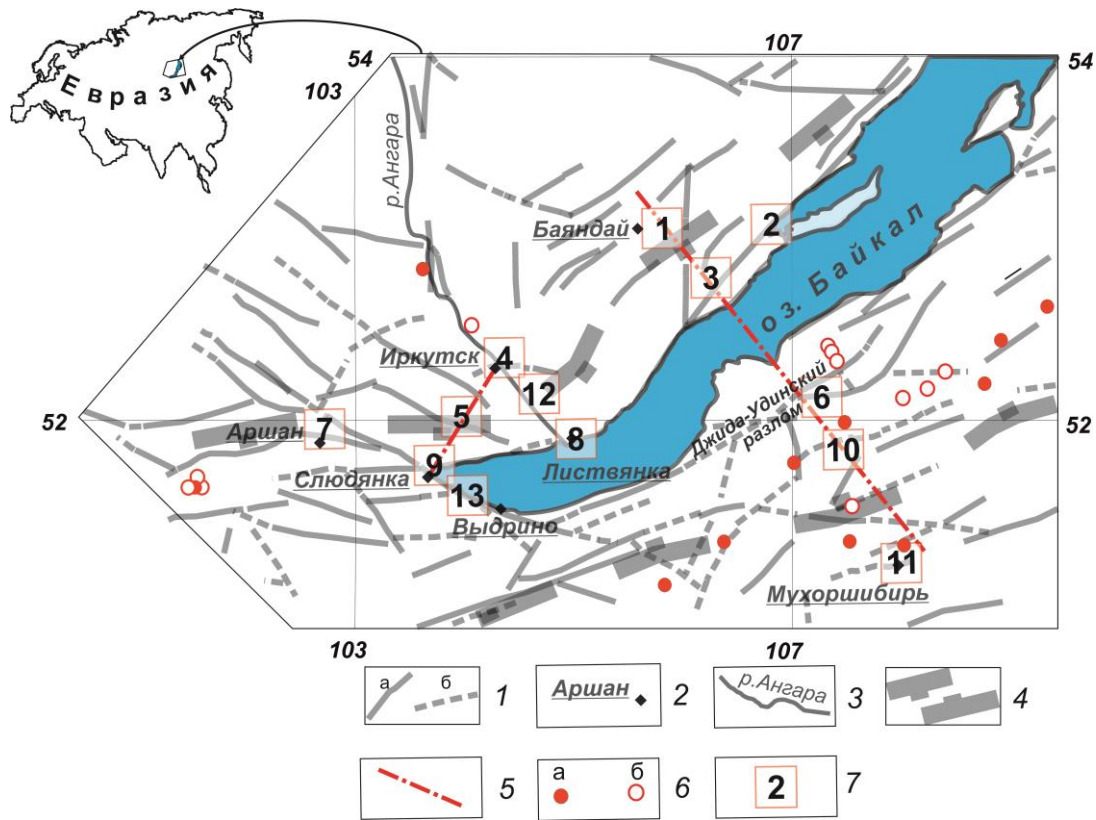 Евразия
54
107
54
103
р.Ангара
Баяндай
1
2
3
оз. Байкал
Иркутск
4
12
Джида-Удинский
разлом
6
52
7
Аршан
5
8
52
9
Слюдянка
Листвянка
10
13
Выдрино
11
Мухоршибирь
103
107
а
б
1
Аршан
2
р.Ангара
3
4
5
а
б
6
2
7